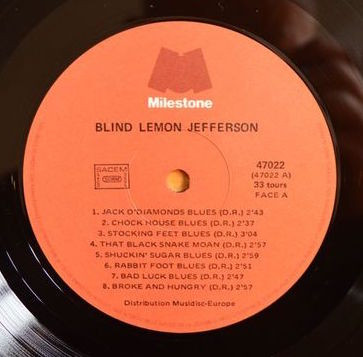 Milestone
BLIND LEMON JEFFERSON
SACEM
47022
(47022 A)
33 tours
FACE A
1. JACK O'DIAMONDS BLUES (D.R.) 2'43
2. CHOCK HOUSE BLUES (D.R.) 2'37
3. STOCKING FEET BLUES (D.R.) 3'04
4. THAT BLACK SNAKE MOAN (D.R.) 2'57
5. SHUCKIN' SUGAR BLUES (D.R.) 2'59
6. RABBIT FOOT BLUES (D.R.) 2'51
7. BAD LUCK BLUES (D.R.) 2'47
8. BROKE AND HUNGRY (D.R.) 2'57
Distribution Musidisc-Europe